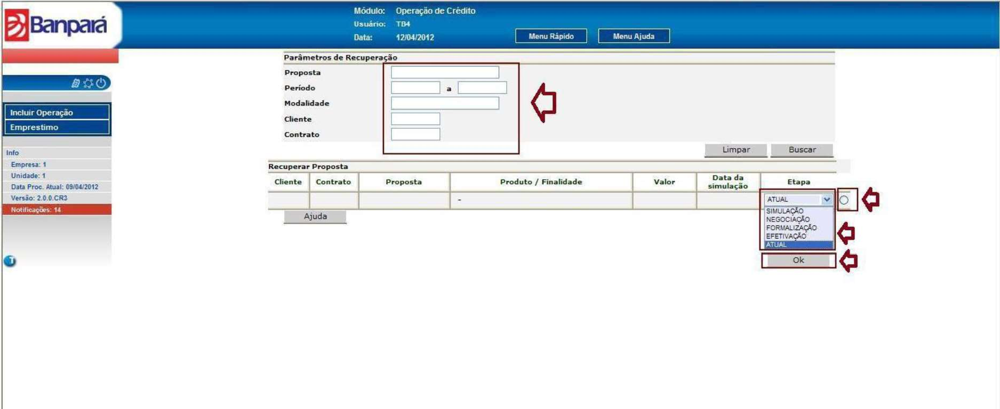 Banpará
Módulo: Operação de Crédito
Usuário: TB4
Data: 12/04/2012
Menu Rápido
Menu Ajuda
Incluir Operação
Emprestimo
Info
Empresa: 1
Unidade: 1
Data Proc. Atual: 09/04/2012
Versão: 2.0.0.CR3
Notificações: 14
Parâmetros de Recuperação
Proposta
Período a
Modalidade
Cliente
Contrato
Limpar Buscar
Recuperar Proposta
Cliente Contrato Proposta Produto / Finalidade Valor Data da simulação Etapa
- ATUAL
SIMULAÇÃO
NEGOCIAÇÃO
FORMALIZAÇÃO
EFETIVAÇÃO
ATUAL
Ajuda
Ok